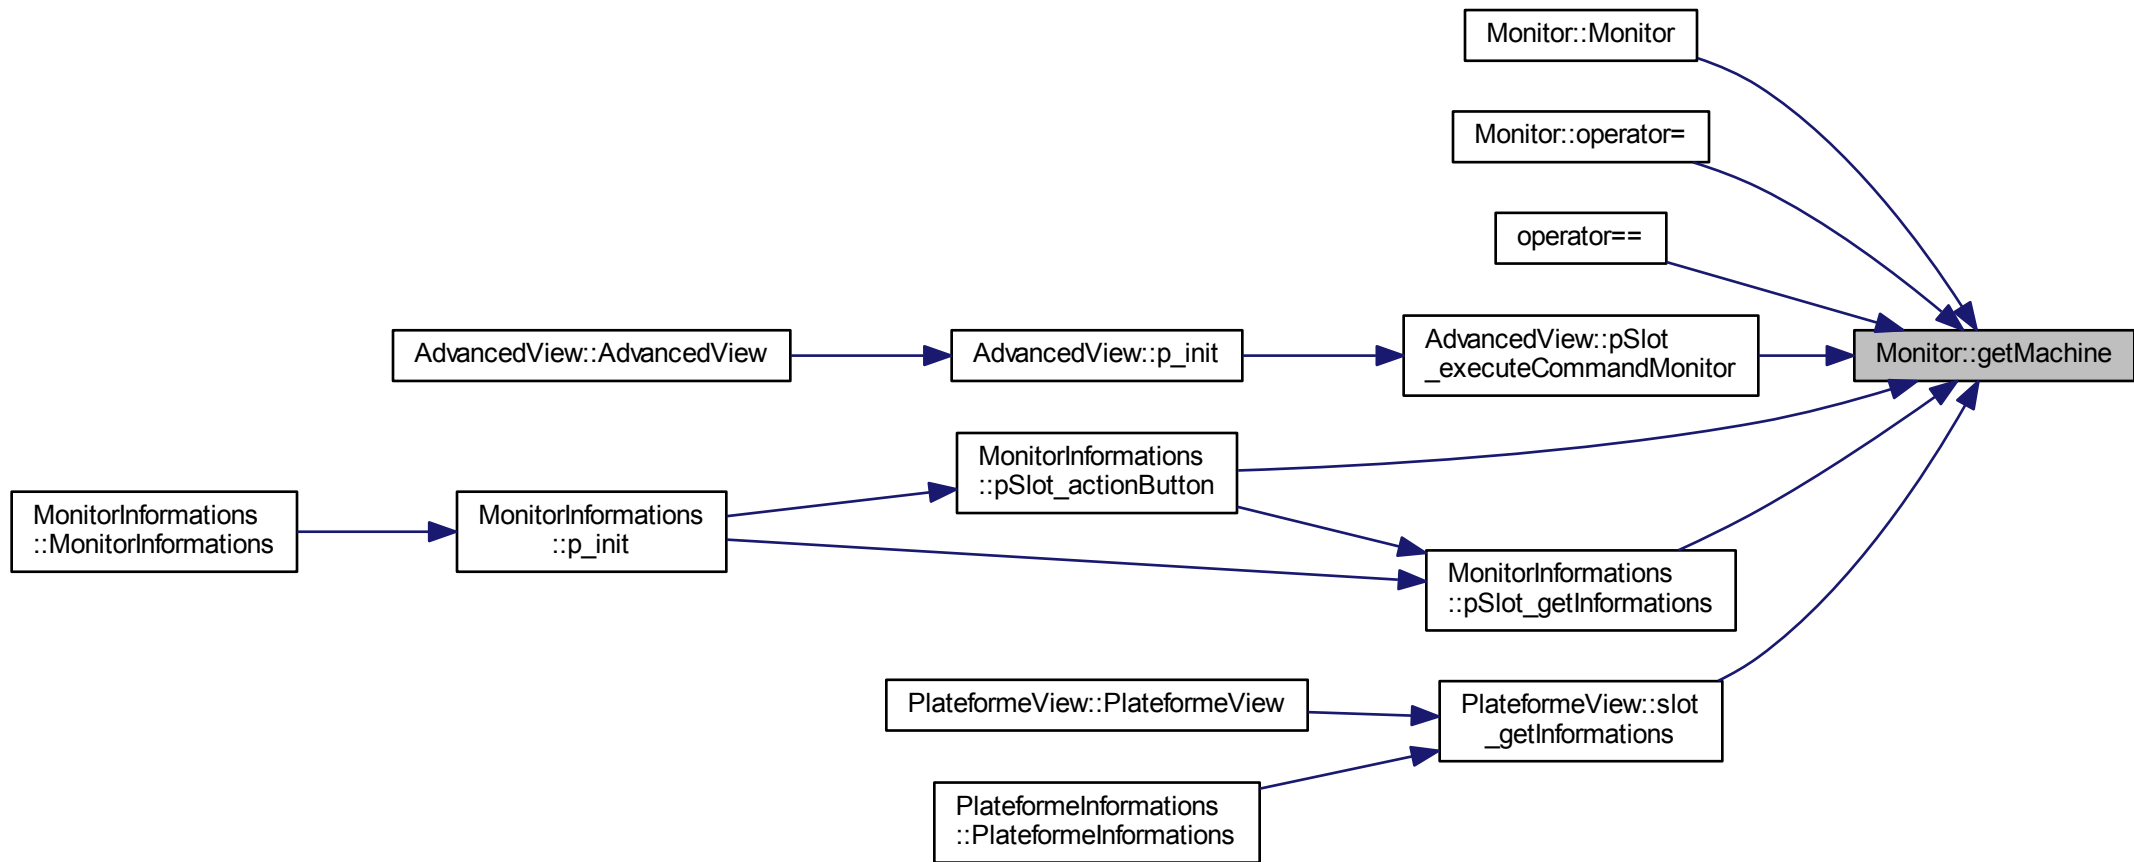 Monitor::Monitor
Monitor::operator=
operator==
AdvancedView::AdvancedView
AdvancedView::p_init
AdvancedView::pSlot
_executeCommandMonitor
Monitor::getMachine
MonitorInformations
::MonitorInformations
MonitorInformations
::p_init
MonitorInformations
::pSlot_actionButton
MonitorInformations
::pSlot_getInformations
PlateformeView::PlateformeView
PlateformeView::slot
_getInformations
PlateformeInformations
::PlateformeInformations